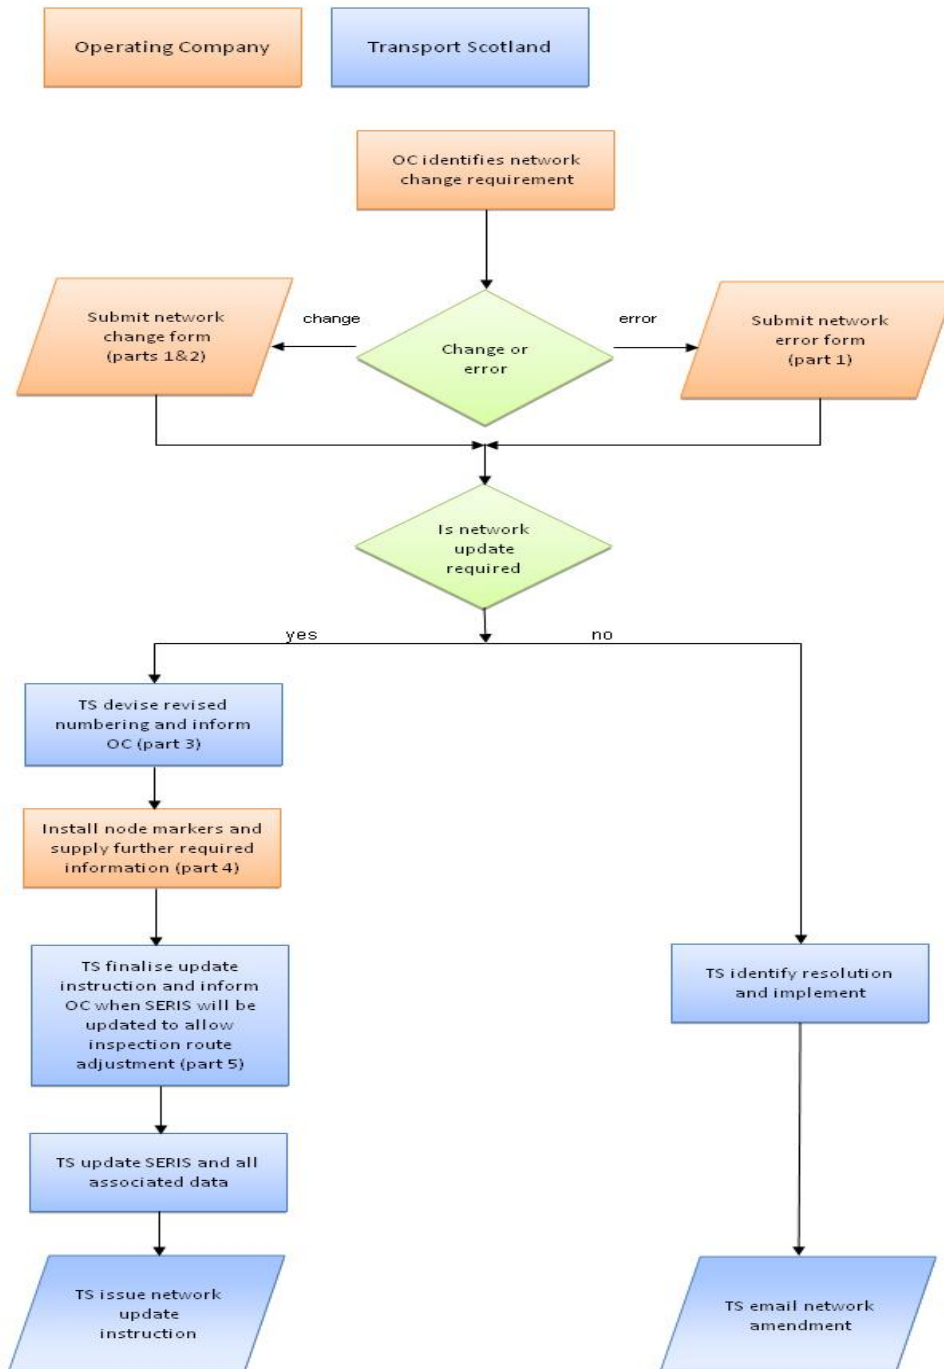 Operating Company
Transport Scotland
OC identifies network
change requirement
Submit network
change form
(parts 1&2)
change
Change or
error
error
Submit network
error form
(part 1)
Is network
update
required
yes
no
TS devise revised
numbering and inform
OC (part 3)
Install node markers and
supply further required
information (part 4)
TS finalise update
instruction and inform
OC when SERIS will be
updated to allow
inspection route
adjustment (part 5)
TS identify resolution
and implement
TS update SERIS and all
associated data
TS issue network
update
instruction
TS email network
amendment